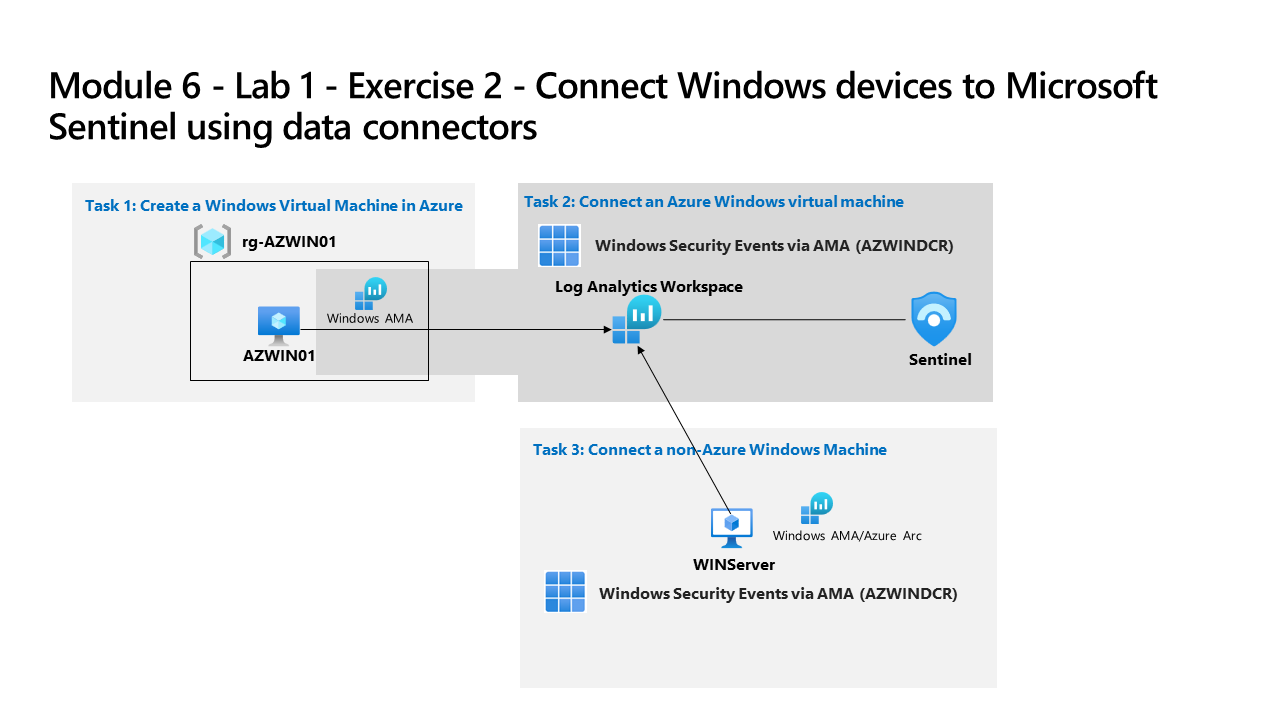 Module 6 - Lab 1 - Exercise 2 - Connect Windows devices to Microsoft
Sentinel using data connectors
Task 1: Create a Windows Virtual Machine in Azure
rg-AZWIN01
Windows AMA
AZWIN01
Task 2: Connect an Azure Windows virtual machine
Windows Security Events via AMA (AZWINDCR)
Log Analytics Workspace
Sentinel
Task 3: Connect a non-Azure Windows Machine
Windows AMA/Azure Arc
WINServer
Windows Security Events via AMA (AZWINDCR)